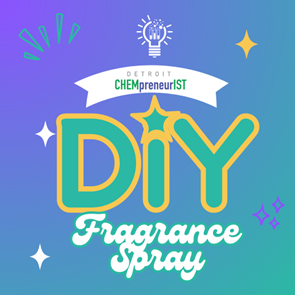 DETROIT
CHEMpreneurIST
DiY
Fragrance
Spray